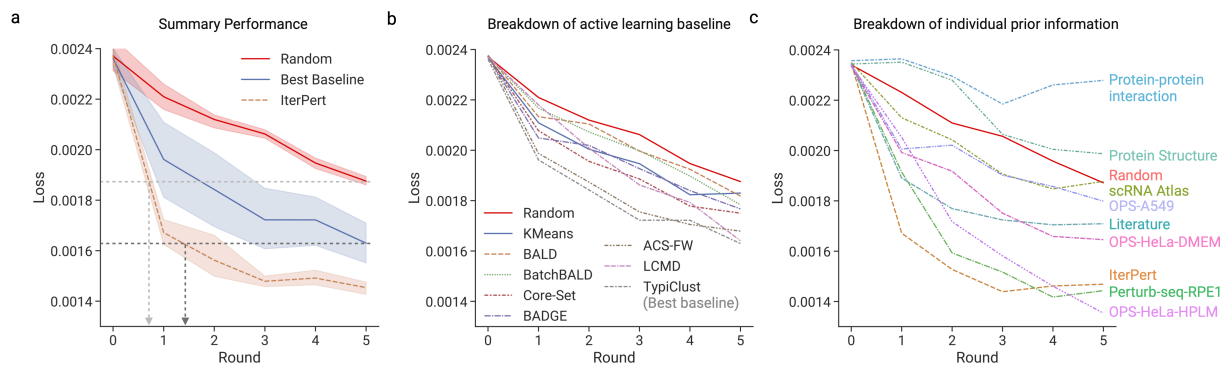 a
Summary Performance
0.0024
0.0022
0.0020
0.0018
0.0016
0.0014
Loss
0
1
2
3
4
5
Round
Random
Best Baseline
IterPert
b
Breakdown of active learning baseline
0.0024
0.0022
0.0020
0.0018
0.0016
0.0014
Loss
0
1
2
3
4
5
Round
Random
KMeans
BALD
BatchBALD
Core-Set
BADGE
ACS-FW
LCMD
TypiClust
(Best baseline)
c
Breakdown of individual prior information
0.0024
0.0022
0.0020
0.0018
0.0016
0.0014
Loss
0
1
2
3
4
5
Round
Protein-protein
interaction
Protein Structure
Random
scRNA Atlas
OPS-A549
Literature
OPS-HeLa-DMEM
IterPert
Perturb-seq-RPE1
OPS-HeLa-HPLM